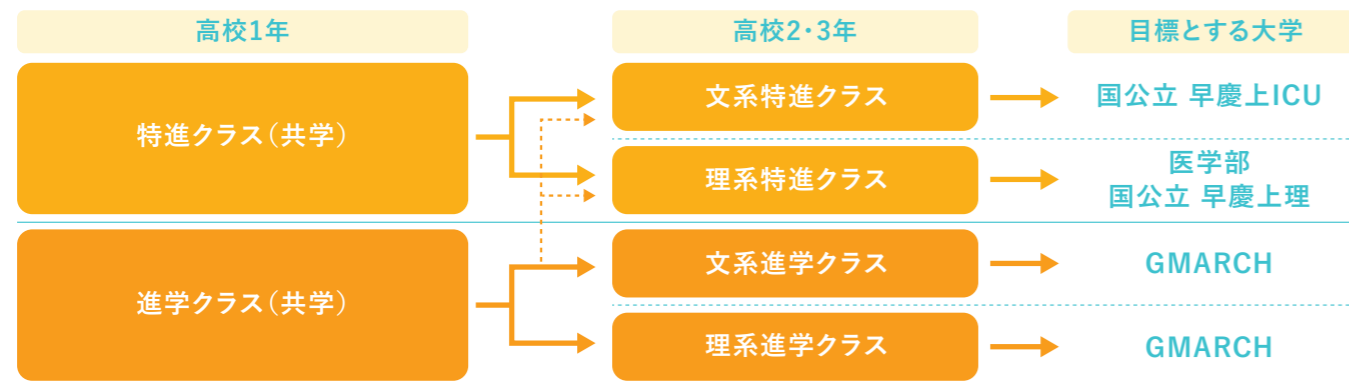 高校1年
高校2・3年
目標とする大学
特進クラス（共学）
文系特進クラス
国公立 早慶上ICU
理系特進クラス
医学部
国公立 早慶上理
進学クラス（共学）
文系進学クラス
GMARCH
理系進学クラス
GMARCH